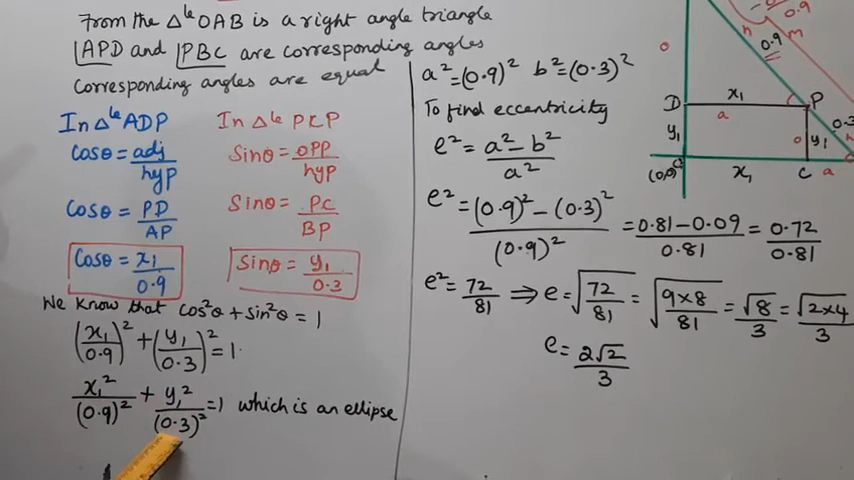 From the Δle OAB is a right angle triangle
∠APD and ∠PBC are corresponding angles
Corresponding angles are equal
In Δle ADP
Cosθ = adj/hyp
Cosθ = PD/AP
Cosθ = x₁/0.9
In Δle PCP
Sinθ = OPP/hyp
Sinθ = PC/BP
Sinθ = y₁/0.3
We know that cos²θ + sin²θ = 1
(x₁/0.9)² + (y₁/0.3)² = 1
x₁²/(0.9)² + y₁²/(0.3)² = 1 which is an ellipse
a² = (0.9)² b² = (0.3)²
To find eccentricity
e² = a² - b²/a²
e² = (0.9)² - (0.3)²/(0.9)² = 0.81 - 0.09/0.81 = 0.72/0.81
e² = 72/81 ⇒ e = √72/81 = √9×8/81 = √8/3 = √2×4/3
e = 2√2/3
0.9
h
m
0.9
o
D
x₁
P
a
y₁
o
y₁
0.3
h
(0,0)
x₁
C
a